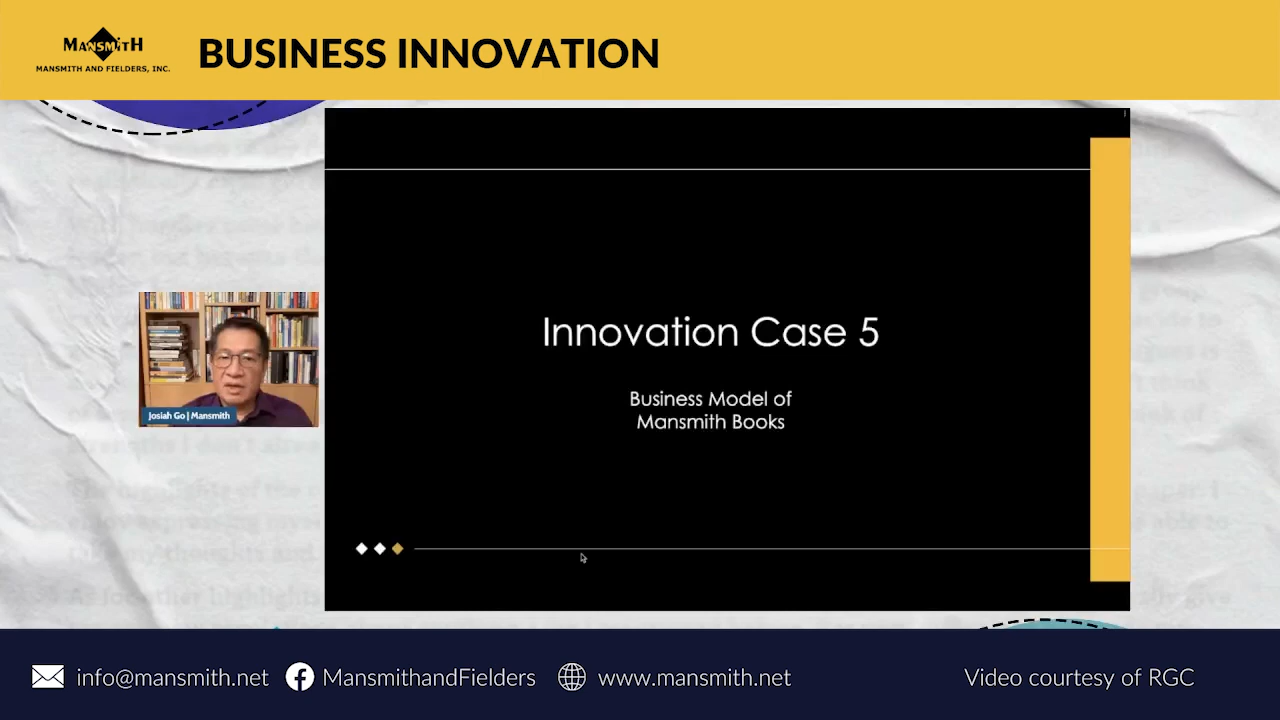 MANSMITH
MANSMITH AND FIELDERS, INC.
BUSINESS INNOVATION
Innovation Case 5
Business Model of
Mansmith Books
Josiah Go | Mansmith
info@mansmith.net
MansmithandFielders
www.mansmith.net
Video courtesy of RGC